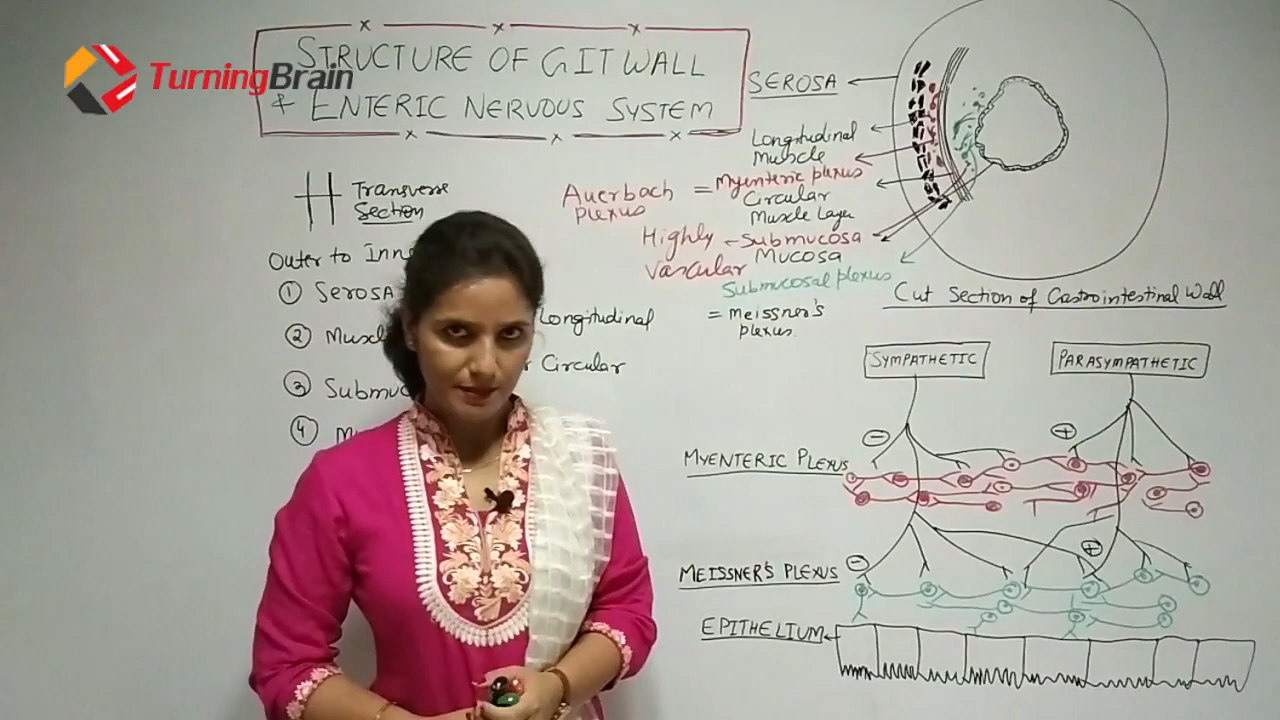 TurningBrain
STRUCTURE OF GIT WALL
+ ENTERIC NERVOUS SYSTEM
Transverse
Section
Outer to Inne
① Serosa
② Muscl
Longitudinal
r Circular
③ Submuc
④ M
SEROSA
Longitudinal
Muscle
Auerbach = Myenteric plexus
plexus
Circular
Muscle Layer
Highly - Submucosa
Vascular
Mucosa
Submucosal plexus
= Meissner's
plexus.
Cut Section of Gastrointestinal Wall
SYMPATHETIC
PARASYMPATHETIC
−
+
MYENTERIC PLEXUS
−
+
MEISSNER'S PLEXUS
EPITHELIUM